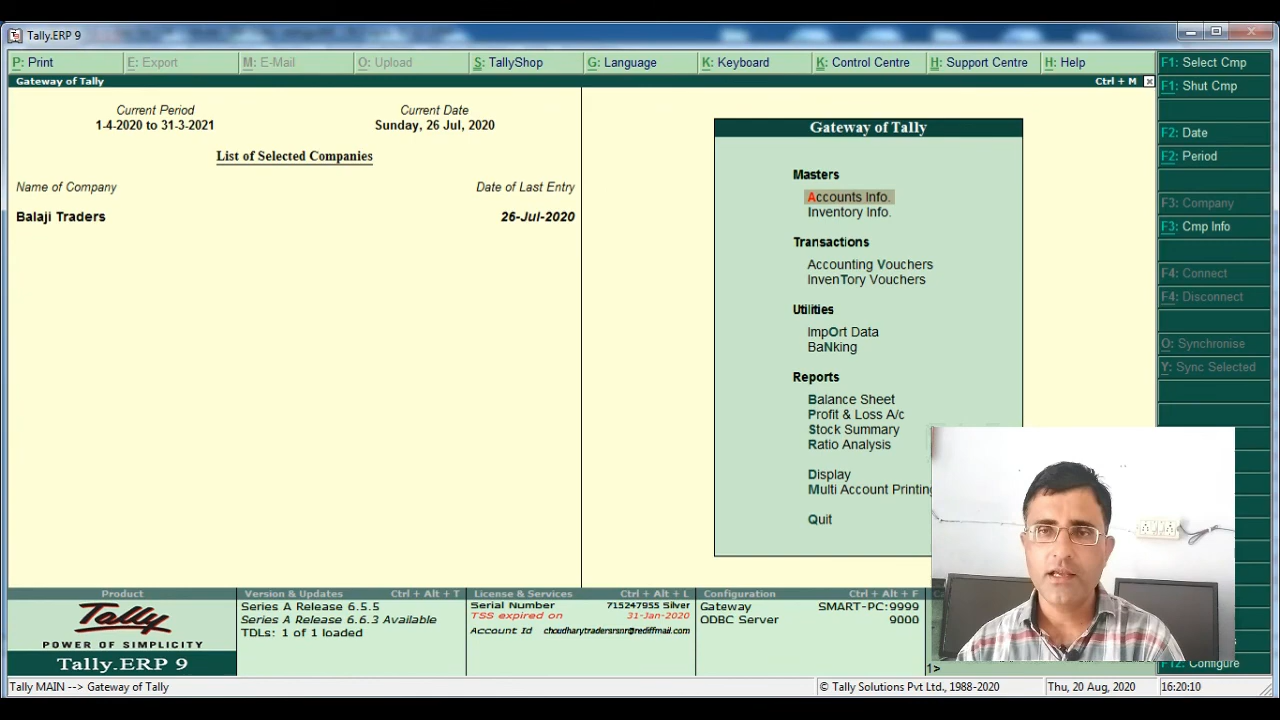 Tally.ERP 9
P: Print
E: Export
M: E-Mail
O: Upload
S: TallyShop
G: Language
K: Keyboard
K: Control Centre
H: Support Centre
H: Help
Gateway of Tally
Ctrl + M
Current Period
1-4-2020 to 31-3-2021
Current Date
Sunday, 26 Jul, 2020
List of Selected Companies
Name of Company
Date of Last Entry
Balaji Traders
26-Jul-2020
Gateway of Tally
Masters
Accounts Info.
Inventory Info.
Transactions
Accounting Vouchers
InvenTory Vouchers
Utilities
ImpOrt Data
BaNking
Reports
Balance Sheet
Profit & Loss A/c
Stock Summary
Ratio Analysis
Display
Multi Account Printing
Quit
F1: Select Cmp
F1: Shut Cmp
F2: Date
F2: Period
F3: Company
F3: Cmp Info
F4: Connect
F4: Disconnect
O: Synchronise
Y: Sync Selected
F12: Configure
Product
Tally
POWER OF SIMPLICITY
Tally.ERP 9
Version & Updates
Ctrl + Alt + T
Series A Release 6.5.5
Series A Release 6.6.3 Available
TDLs: 1 of 1 loaded
License & Services
Ctrl + Alt + L
Serial Number
715247955 Silver
TSS expired on
31-Jan-2020
Account Id
choudharytradersrsnr@rediffmail.com
Configuration
Ctrl + Alt + F
Gateway
SMART-PC:9999
ODBC Server
9000
1>
Tally MAIN --> Gateway of Tally
© Tally Solutions Pvt Ltd., 1988-2020
Thu, 20 Aug, 2020
16:20:10